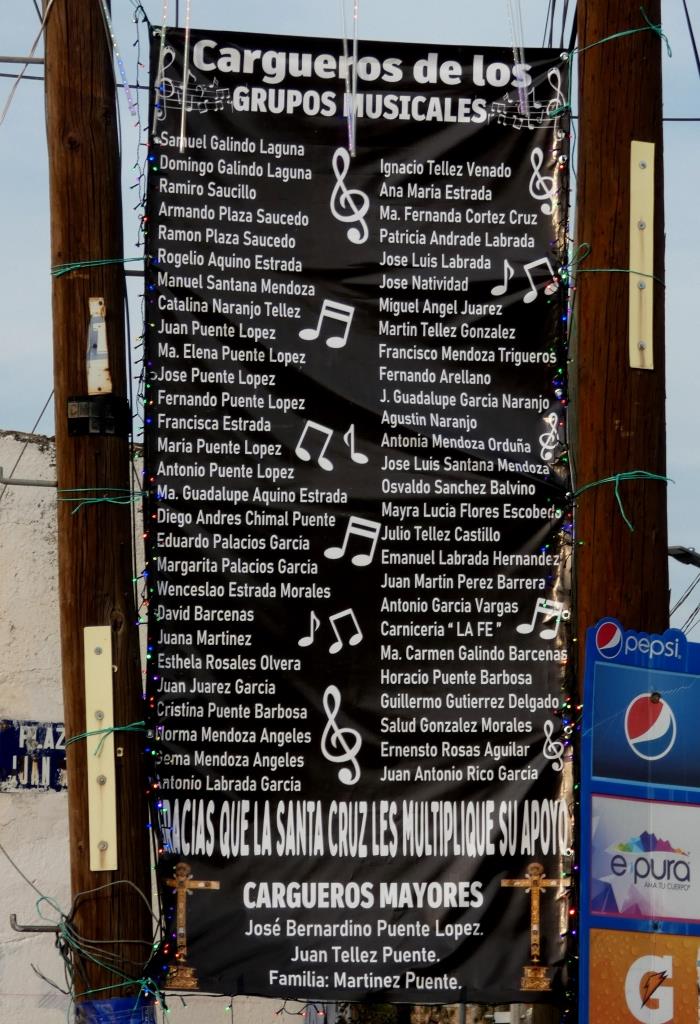 Cargueros de los
GRUPOS MUSICALES
Samuel Galindo Laguna
Domingo Galindo Laguna
Ramiro Saucillo
Armando Plaza Saucedo
Ramon Plaza Saucedo
Rogelio Aquino Estrada
Manuel Santana Mendoza
Catalina Naranjo Tellez
Juan Puente Lopez
Ma. Elena Puente Lopez
Jose Puente Lopez
Fernando Puente Lopez
Francisca Estrada
Maria Puente Lopez
Antonio Puente Lopez
Ma. Guadalupe Aquino Estrada
Diego Andres Chimal Puente
Eduardo Palacios Garcia
Margarita Palacios Garcia
Wenceslao Estrada Morales
David Barcenas
Juana Martinez
Esthela Rosales Olvera
Juan Juarez Garcia
Cristina Puente Barbosa
Norma Mendoza Angeles
Gema Mendoza Angeles
Antonio Labrada Garcia
Ignacio Tellez Venado
Ana Maria Estrada
Ma. Fernanda Cortez Cruz
Patricia Andrade Labrada
Jose Luis Labrada
Jose Natividad
Miguel Angel Juarez
Martin Tellez Gonzalez
Francisco Mendoza Trigueros
Fernando Arellano
J. Guadalupe Garcia Naranjo
Agustin Naranjo
Antonia Mendoza Orduña
Jose Luis Santana Mendoza
Osvaldo Sanchez Balvino
Mayra Lucía Flores Escobedo
Julio Tellez Castillo
Emanuel Labrada Hernandez
Juan Martin Perez Barrera
Antonio Garcia Vargas
Carniceria “ LA FE ”
Ma. Carmen Galindo Barcenas
Horacio Puente Barbosa
Guillermo Gutierrez Delgado
Salud Gonzalez Morales
Ernensto Rosas Aguilar
Juan Antonio Rico Garcia
GRACIAS QUE LA SANTA CRUZ LES MULTIPLIQUE SU APOYO
CARGUEROS MAYORES
José Bernardino Puente Lopez.
Juan Tellez Puente.
Familia: Martinez Puente.
PLAZ
JUAN
pepsi
epura
AMA TU CUERPO
G